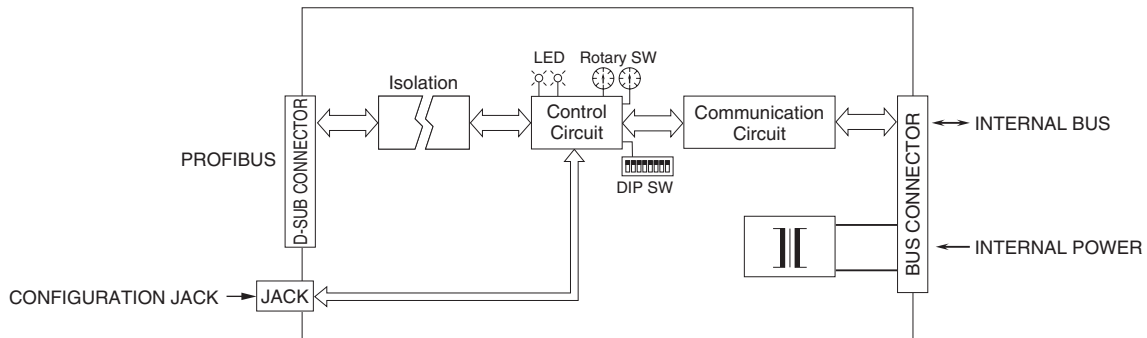 LED
Rotary SW
Isolation
Control
Circuit
Communication
Circuit
DIP SW
PROFIBUS
D-SUB CONNECTOR
BUS CONNECTOR
INTERNAL BUS
INTERNAL POWER
CONFIGURATION JACK
JACK